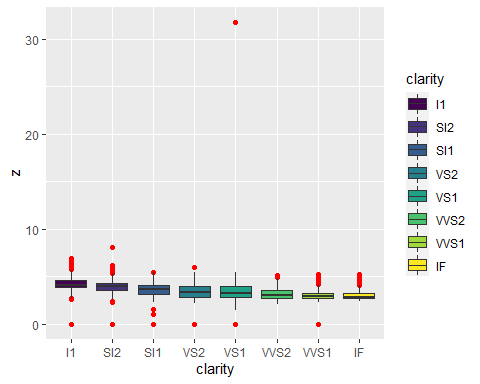 30
20
10
0
z
I1 SI2 SI1 VS2 VS1 VVS2 VVS1 IF
clarity
clarity
I1
SI2
SI1
VS2
VS1
VVS2
VVS1
IF